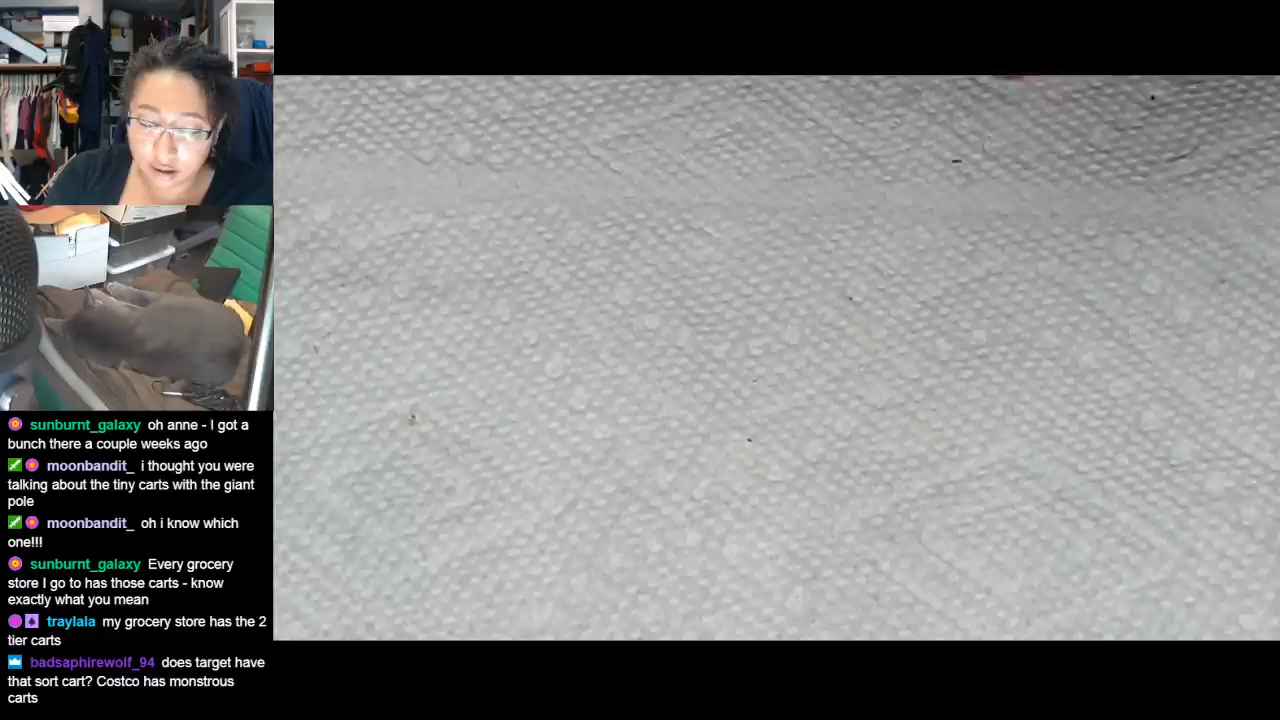 sunburnt_galaxy oh anne - I got a
bunch there a couple weeks ago
moonbandit_ i thought you were
talking about the tiny carts with the giant
pole
moonbandit_ oh i know which
one!!!
sunburnt_galaxy Every grocery
store I go to has those carts - know
exactly what you mean
traylala my grocery store has the 2
tier carts
badsaphirewolf_94 does target have
that sort cart? Costco has monstrous
carts